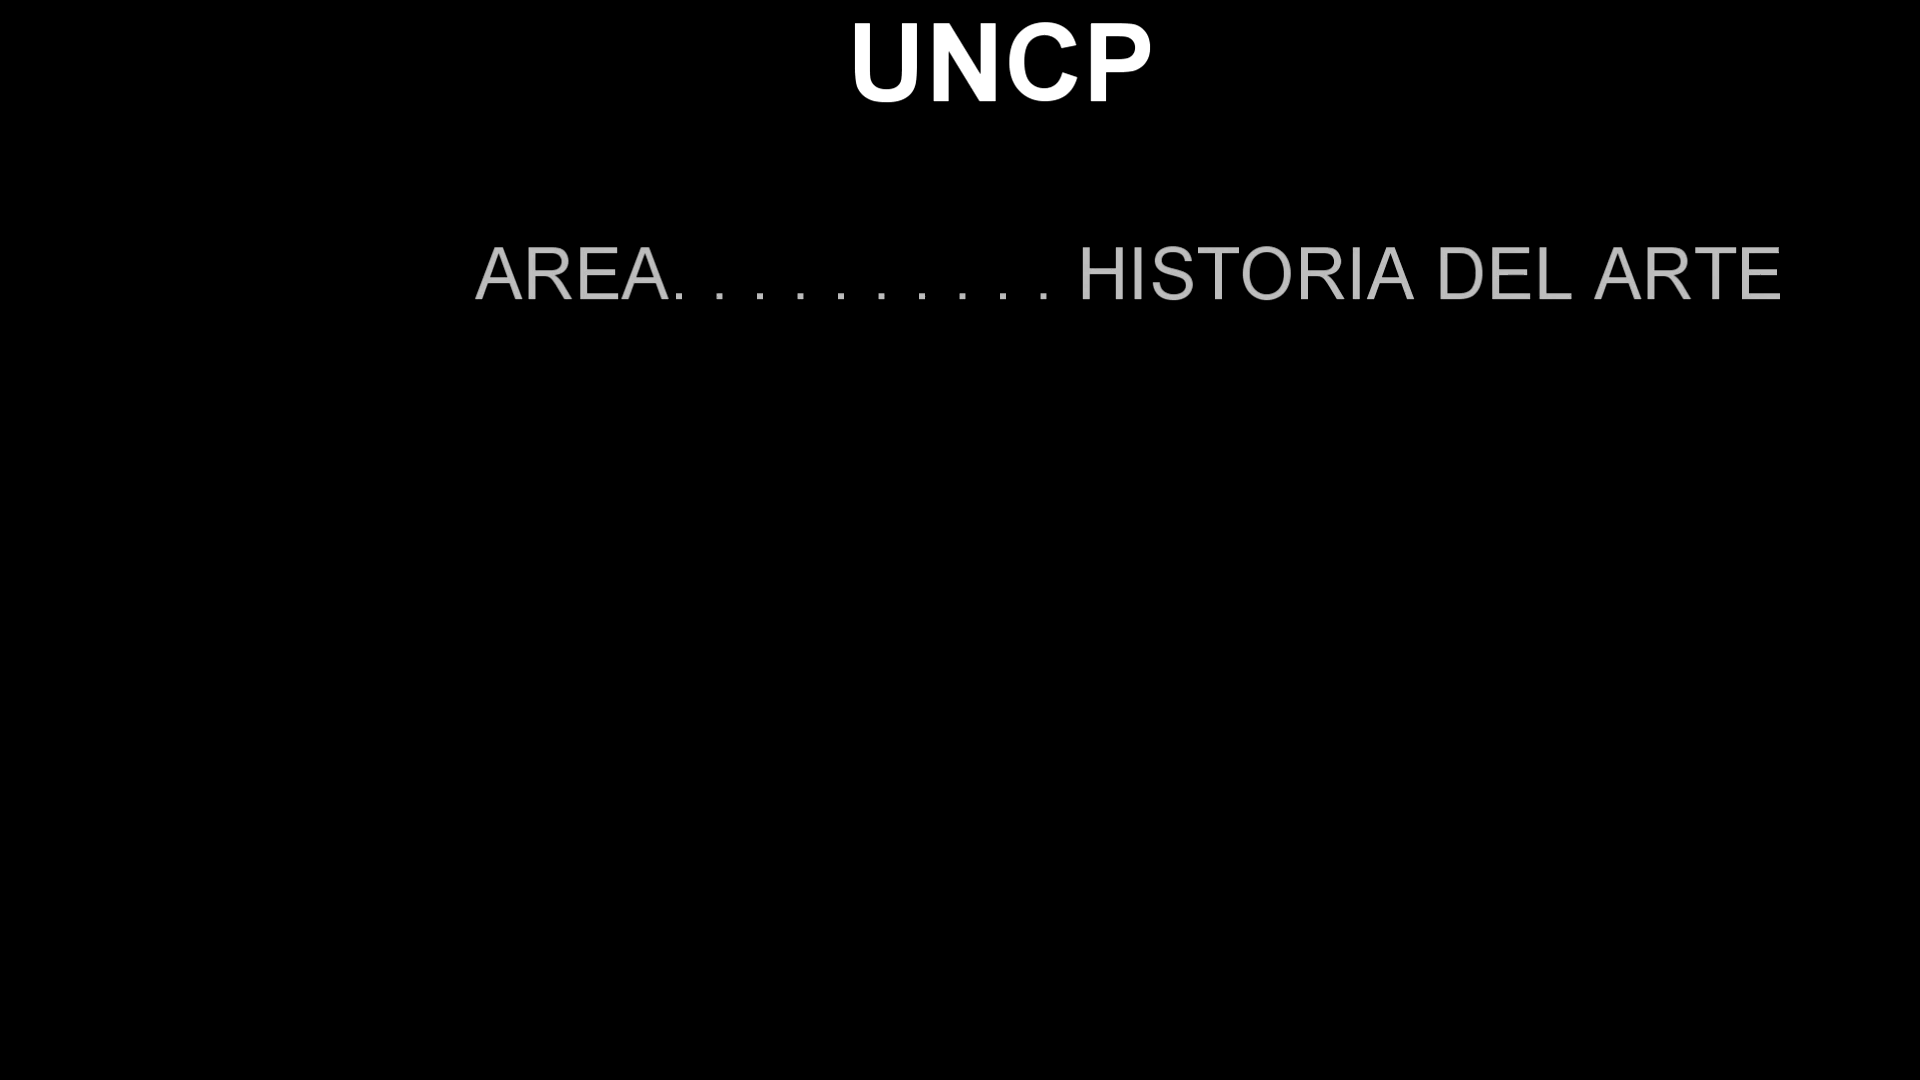 UNCP
AREA. . . . . . . . . . HISTORIA DEL ARTE